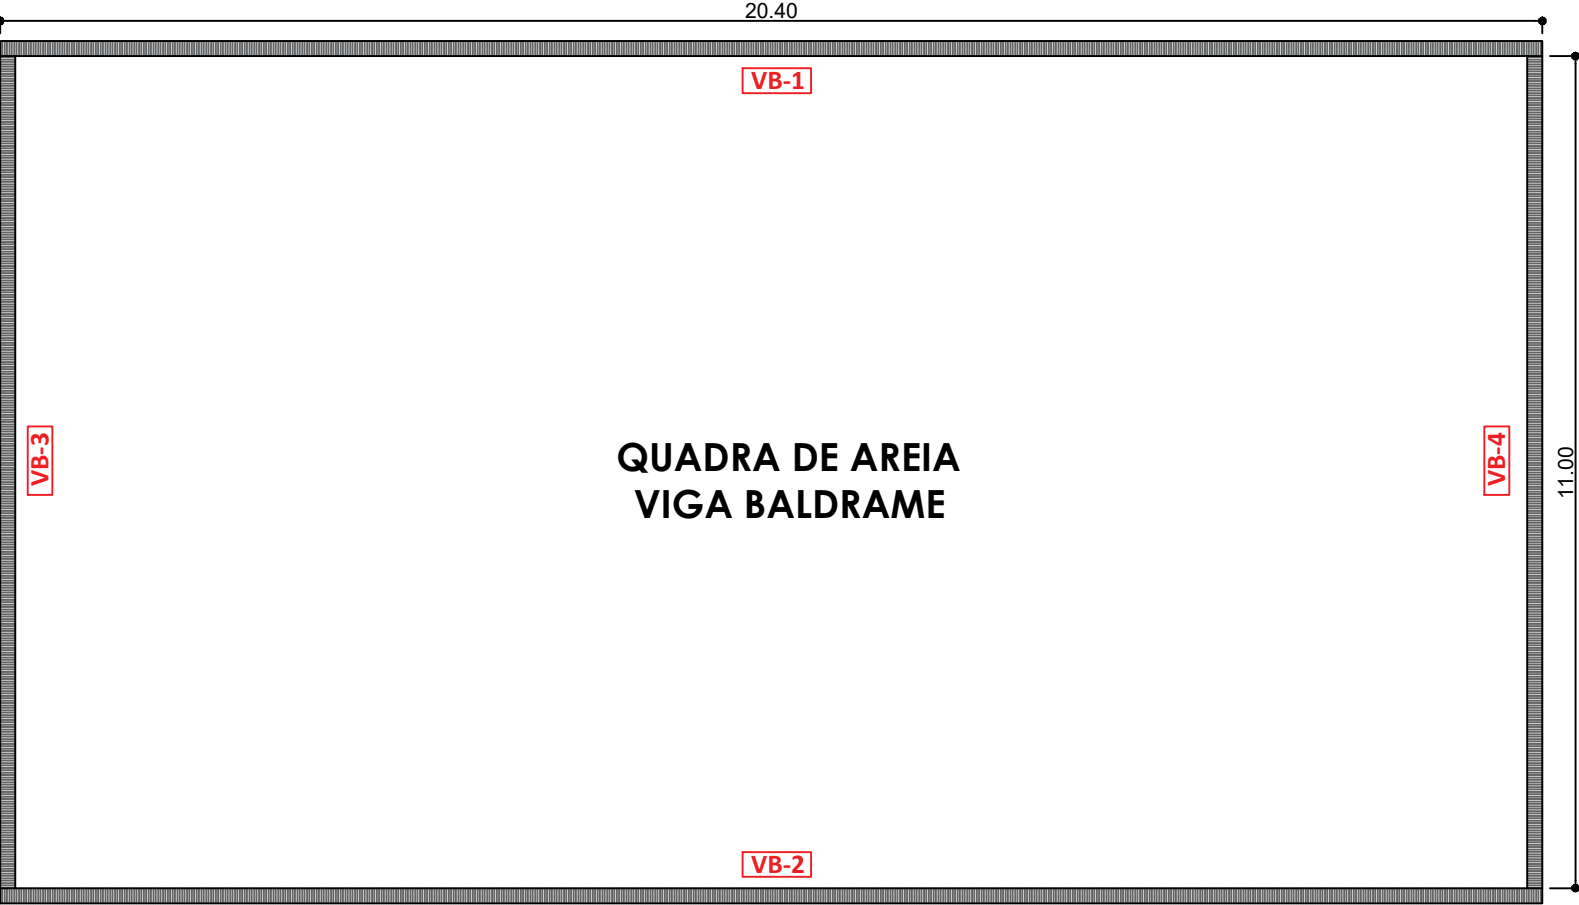 20.40
VB-1
VB-3
QUADRA DE AREIA
VIGA BALDRAME
VB-4
11.00
VB-2